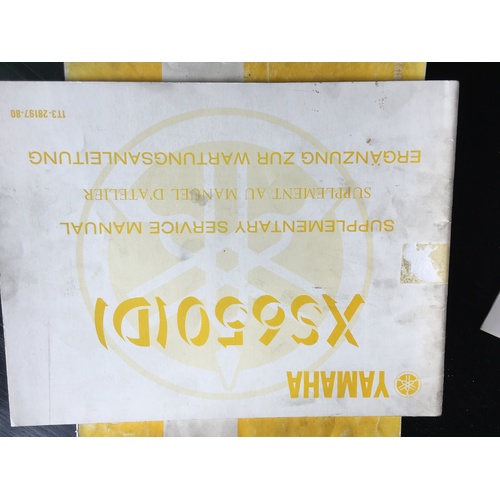 YAMAHA
XS650(D)
SUPPLEMENTARY SERVICE MANUAL
SUPPLEMENT AU MANUEL D'ATELIER
ERGÄNZUNG ZUR WARTUNGSANLEITUNG
1T3-28197-80